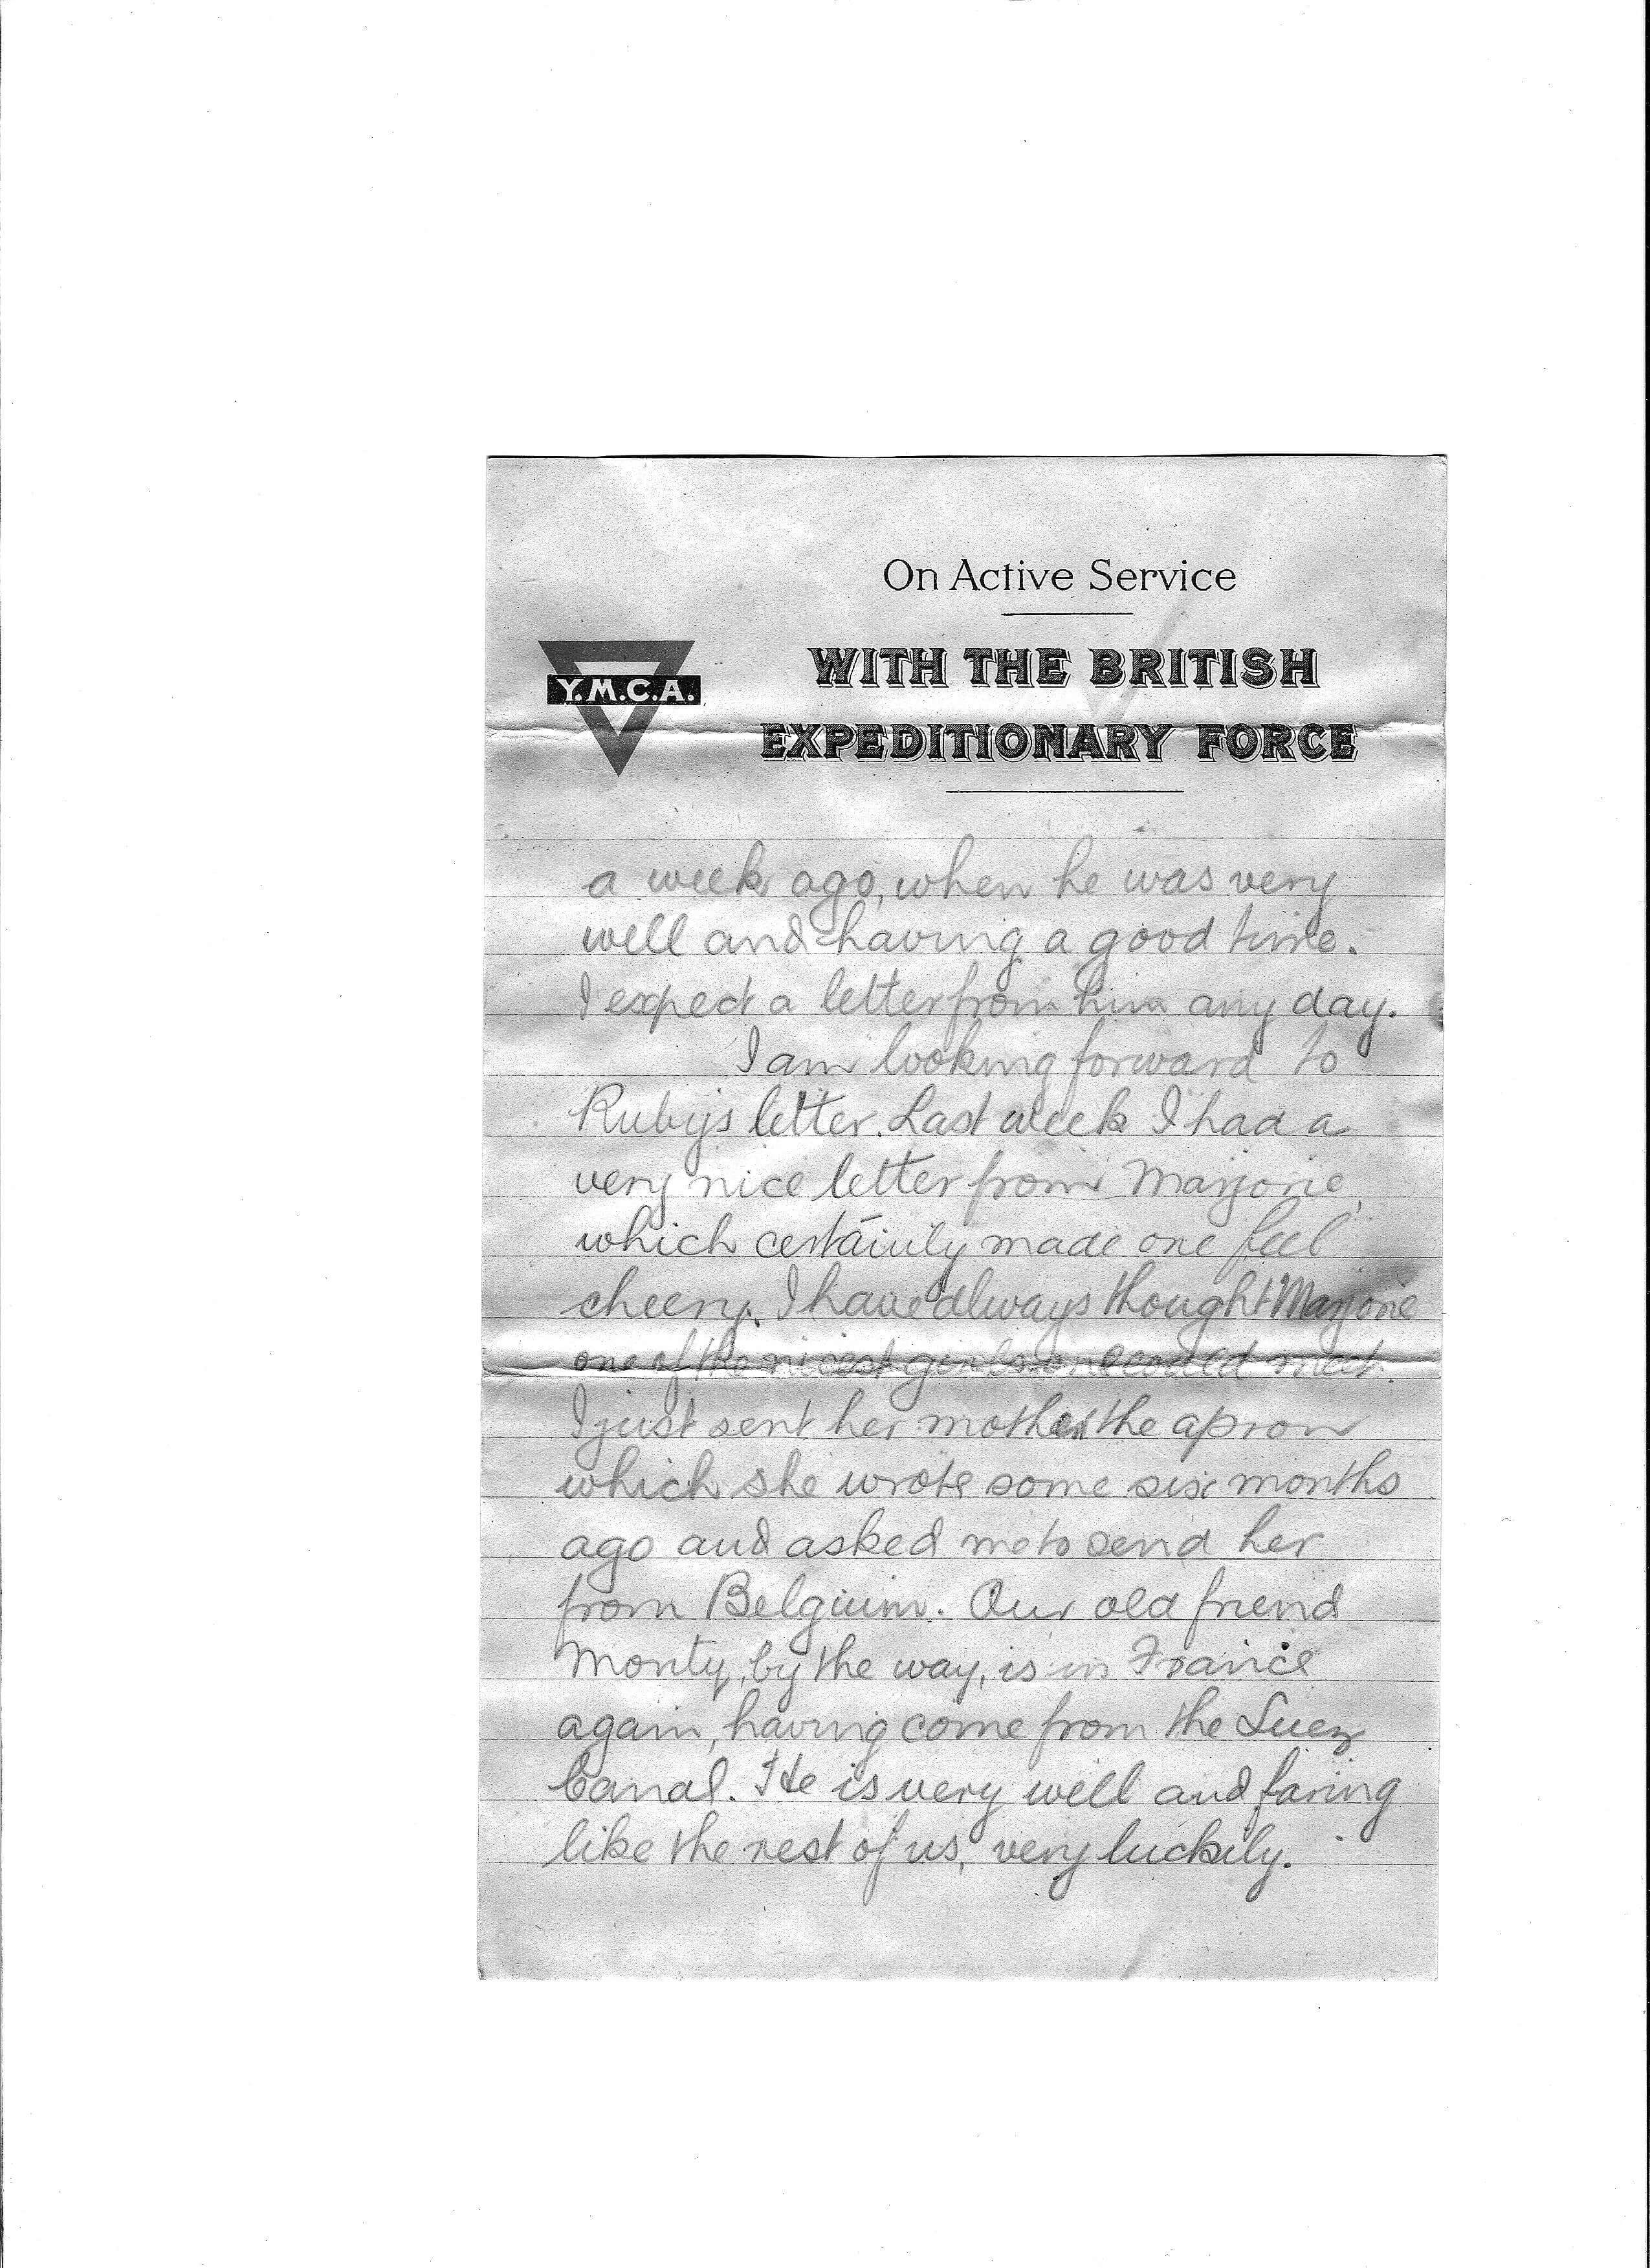 On Active Service
WITH THE BRITISH
Y.M.C.A.
EXPEDITIONARY FORCE
a week ago, when he was very
well and having a good time.
I expect a letter from him any day.
I am looking forward to
Ruby's letter. Last week I had a
very nice letter from Marjorie,
which certainly made one feel
cheery. I have always thought Marjorie
one of the nicest girls one could meet.
I just sent her mother the apron
which she wrote some six months
ago and asked me to send her
from Belgium. Our old friend
Monty, by the way, is in France
again, having come from the Suez
Canal. He is very well and faring
like the rest of us, very luckily.